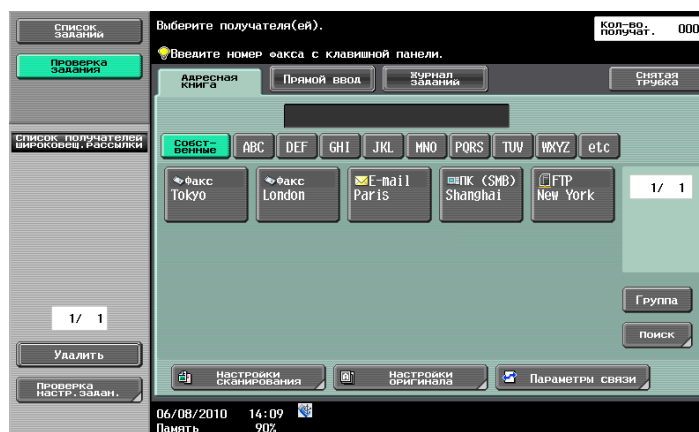 Список
заданий
Выберите получателя(ей).
Кол-во.
получат.
000
Введите номер факса с клавишной панели.
Проверка
задания
Адресная
книга
Прямой ввод
Журнал
заданий
Снятая
трубка
Список получателей
широковещ.рассылки
Собст-
венные
ABC
DEF
GHI
JKL
MNO
PQRS
TUV
WXYZ
etc
Факс
Tokyo
Факс
London
E-mail
Paris
ПК (SMB)
Shanghai
FTP
New York
1/ 1
Группа
1/ 1
Поиск
Удалить
Настройки
сканирования
Настройки
оригинала
Параметры связи
Проверка
настр.задан.
06/08/2010 14:09
Память 90%